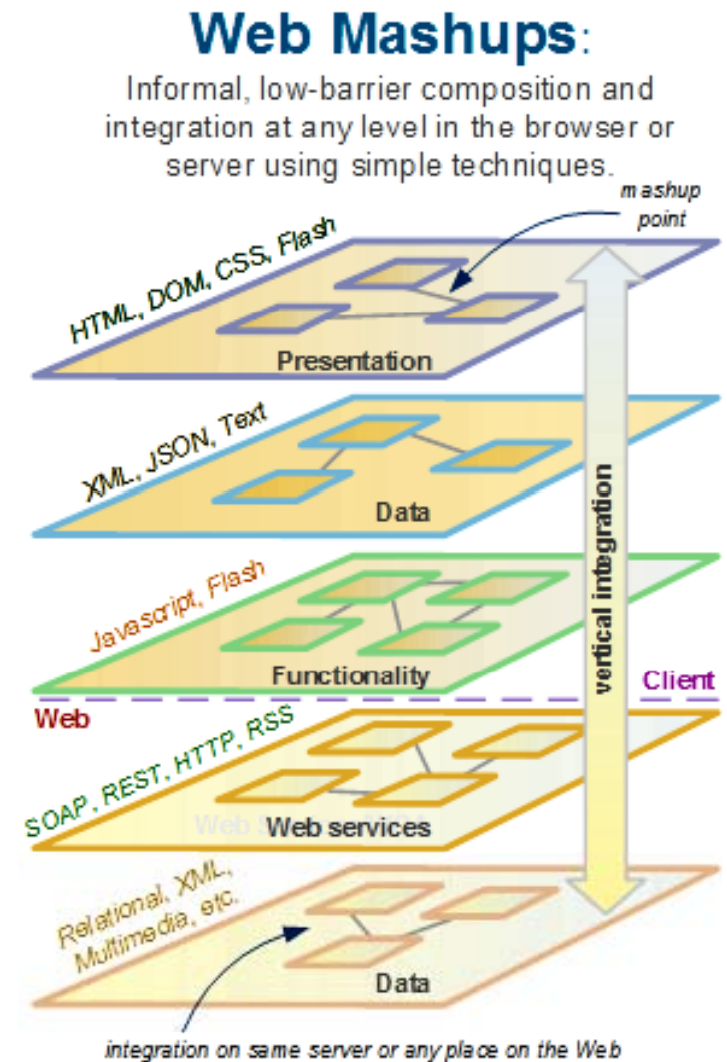 Web Mashups:
Informal, low-barrier composition and
integration at any level in the browser or
server using simple techniques.
mashup
point
HTML, DOM, CSS, Flash
Presentation
XML, JSON, Text
Data
vertical integration
Javascript, Flash
Functionality
Client
Web
SOAP, REST, HTTP, RSS
Web services
Relational, XML,
Multimedia, etc.
Data
integration on same server or any place on the Web